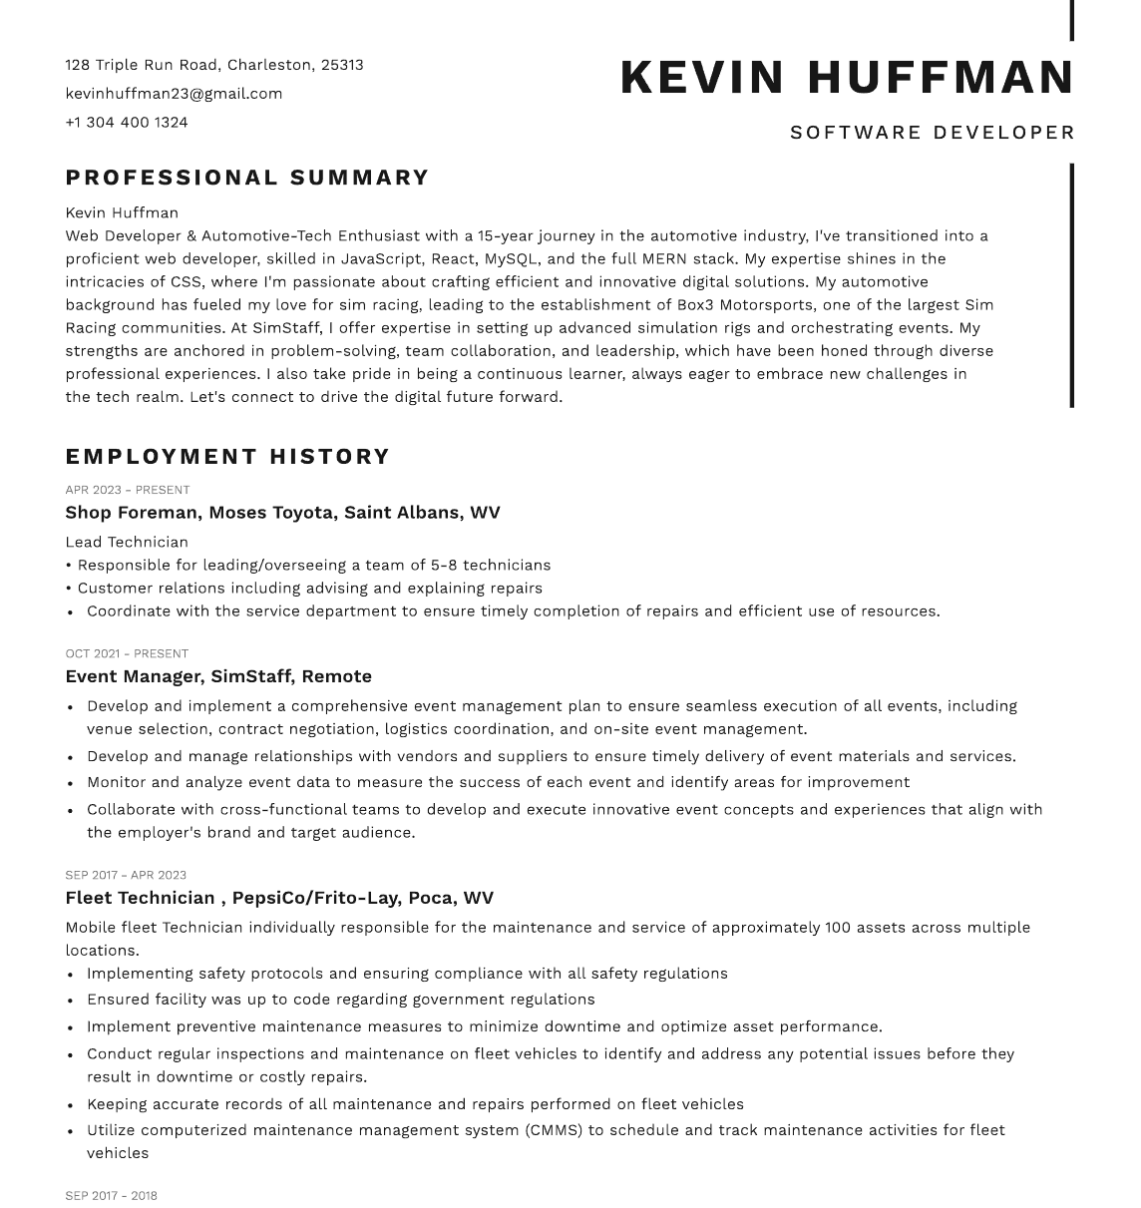 128 Triple Run Road, Charleston, 25313
kevinhuffman23@gmail.com
+1 304 400 1324
KEVIN HUFFMAN
SOFTWARE DEVELOPER
PROFESSIONAL SUMMARY
Kevin Huffman
Web Developer & Automotive-Tech Enthusiast with a 15-year journey in the automotive industry, I've transitioned into a
proficient web developer, skilled in JavaScript, React, MySQL, and the full MERN stack. My expertise shines in the
intricacies of CSS, where I'm passionate about crafting efficient and innovative digital solutions. My automotive
background has fueled my love for sim racing, leading to the establishment of Box3 Motorsports, one of the largest Sim
Racing communities. At SimStaff, I offer expertise in setting up advanced simulation rigs and orchestrating events. My
strengths are anchored in problem-solving, team collaboration, and leadership, which have been honed through diverse
professional experiences. I also take pride in being a continuous learner, always eager to embrace new challenges in
the tech realm. Let's connect to drive the digital future forward.
EMPLOYMENT HISTORY
APR 2023 – PRESENT
Shop Foreman, Moses Toyota, Saint Albans, WV
Lead Technician
• Responsible for leading/overseeing a team of 5-8 technicians
• Customer relations including advising and explaining repairs
• Coordinate with the service department to ensure timely completion of repairs and efficient use of resources.
OCT 2021 – PRESENT
Event Manager, SimStaff, Remote
• Develop and implement a comprehensive event management plan to ensure seamless execution of all events, including
venue selection, contract negotiation, logistics coordination, and on-site event management.
• Develop and manage relationships with vendors and suppliers to ensure timely delivery of event materials and services.
• Monitor and analyze event data to measure the success of each event and identify areas for improvement
• Collaborate with cross-functional teams to develop and execute innovative event concepts and experiences that align with
the employer's brand and target audience.
SEP 2017 – APR 2023
Fleet Technician , PepsiCo/Frito-Lay, Poca, WV
Mobile fleet Technician individually responsible for the maintenance and service of approximately 100 assets across multiple
locations.
• Implementing safety protocols and ensuring compliance with all safety regulations
• Ensured facility was up to code regarding government regulations
• Implement preventive maintenance measures to minimize downtime and optimize asset performance.
• Conduct regular inspections and maintenance on fleet vehicles to identify and address any potential issues before they
result in downtime or costly repairs.
• Keeping accurate records of all maintenance and repairs performed on fleet vehicles
• Utilize computerized maintenance management system (CMMS) to schedule and track maintenance activities for fleet
vehicles
SEP 2017 – 2018